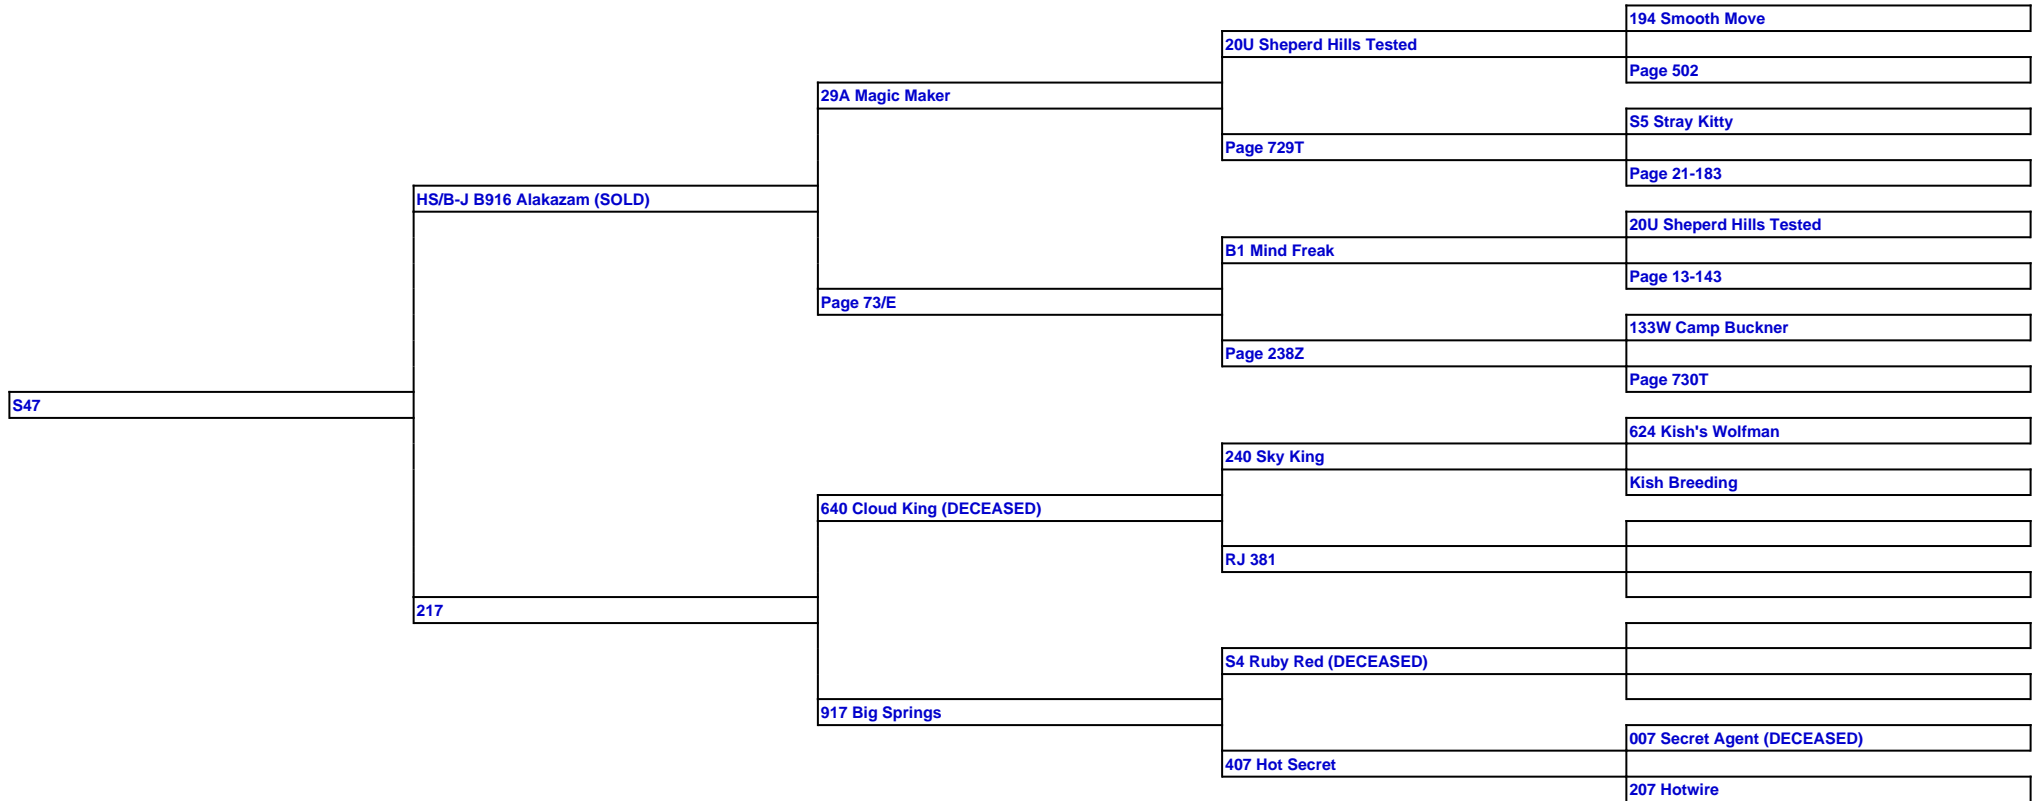 194 Smooth Move
20U Sheperd Hills Tested
Page 502
29A Magic Maker
S5 Stray Kitty
Page 729T
Page 21-183
HS/B-J B916 Alakazam (SOLD)
20U Sheperd Hills Tested
B1 Mind Freak
Page 13-143
Page 73/E
133W Camp Buckner
Page 238Z
Page 730T
S47
624 Kish's Wolfman
240 Sky King
Kish Breeding
640 Cloud King (DECEASED)
RJ 381
217
S4 Ruby Red (DECEASED)
917 Big Springs
007 Secret Agent (DECEASED)
407 Hot Secret
207 Hotwire